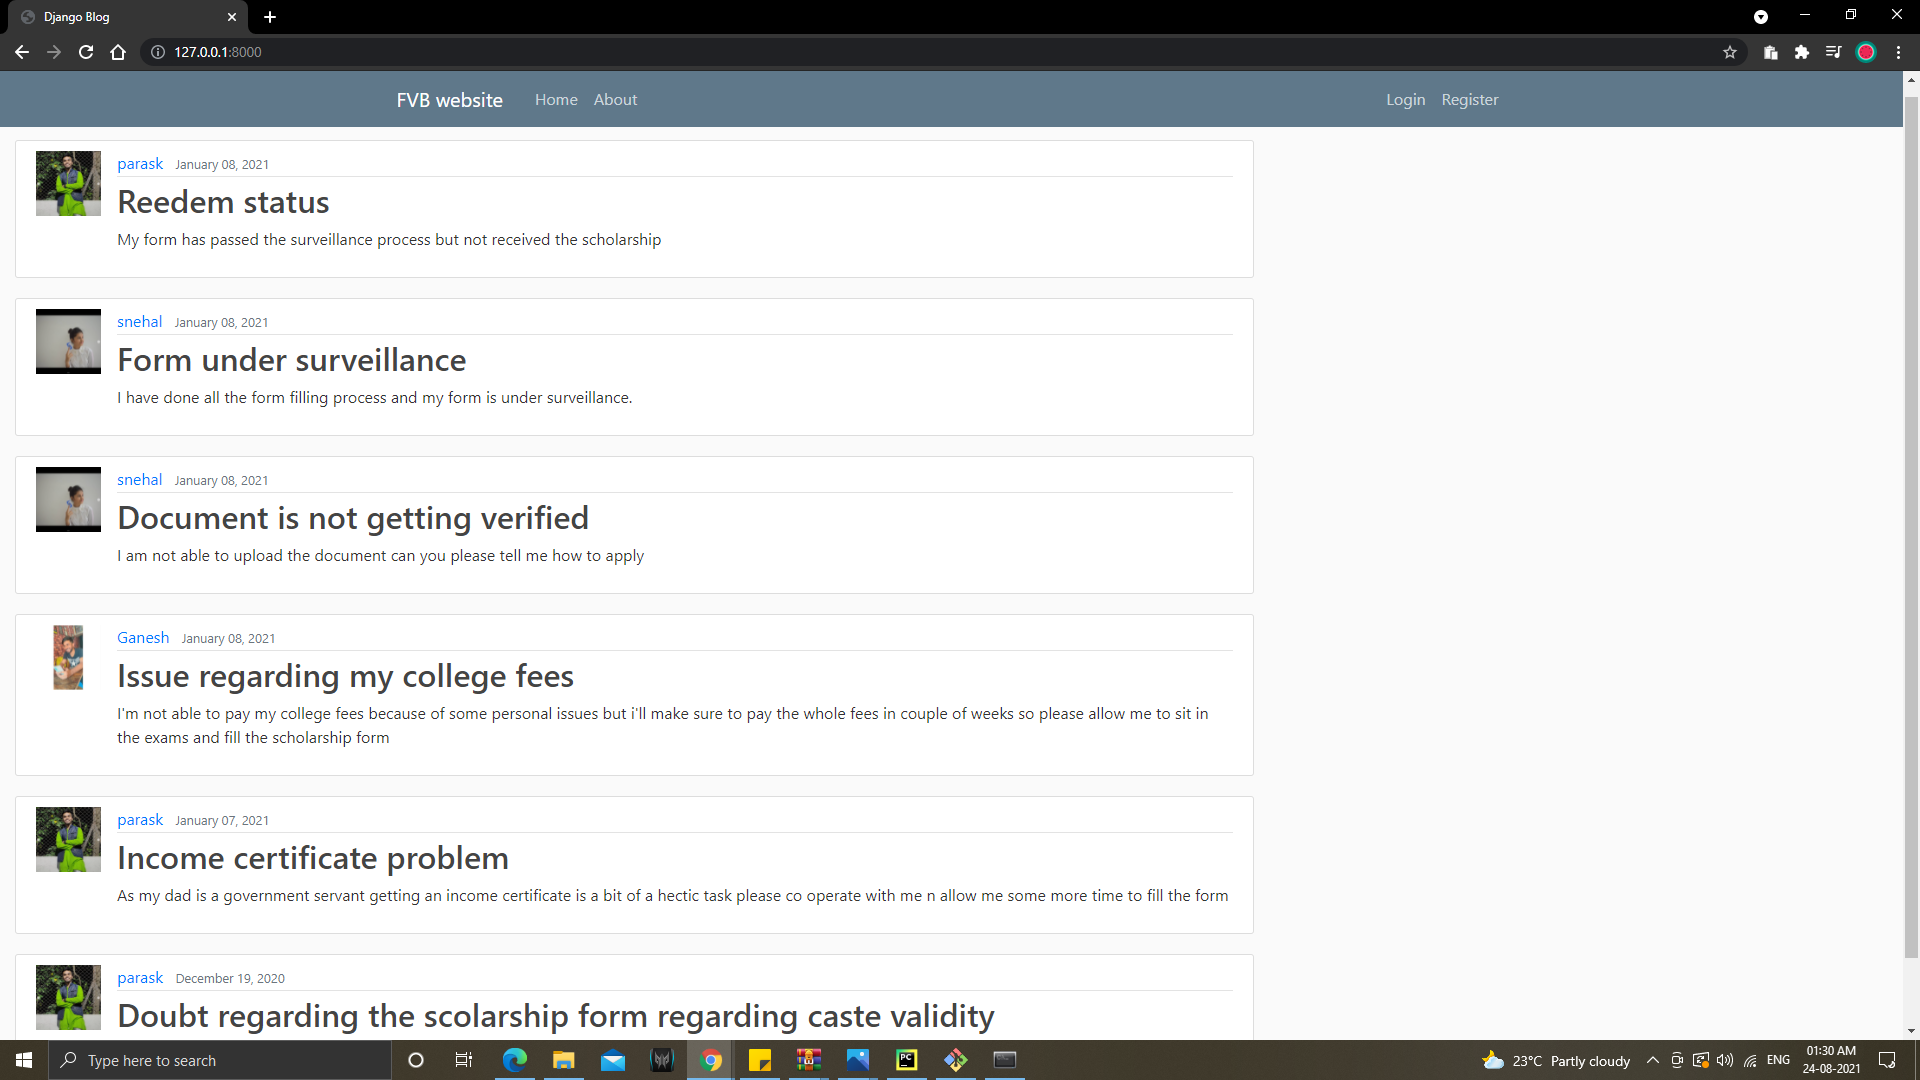 Django Blog
127.0.0.1:8000
FVB website Home About Login Register
parask January 08, 2021
Reedem status
My form has passed the surveillance process but not received the scholarship
snehal January 08, 2021
Form under surveillance
I have done all the form filling process and my form is under surveillance.
snehal January 08, 2021
Document is not getting verified
I am not able to upload the document can you please tell me how to apply
Ganesh January 08, 2021
Issue regarding my college fees
I'm not able to pay my college fees because of some personal issues but i'll make sure to pay the whole fees in couple of weeks so please allow me to sit in
the exams and fill the scholarship form
parask January 07, 2021
Income certificate problem
As my dad is a government servant getting an income certificate is a bit of a hectic task please co operate with me n allow me some more time to fill the form
parask December 19, 2020
Doubt regarding the scolarship form regarding caste validity
Type here to search
PC
23°C Partly cloudy
ENG
01:30 AM
24-08-2021